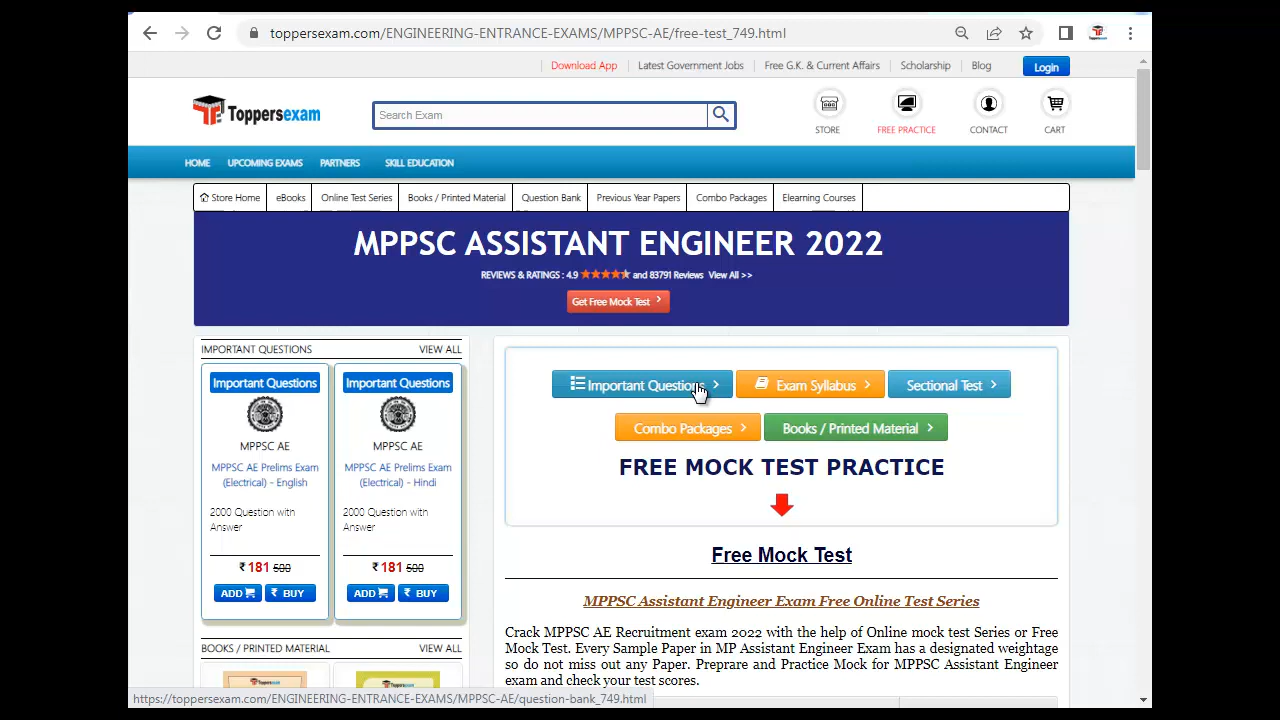 toppersexam.com/ENGINEERING-ENTRANCE-EXAMS/MPPSC-AE/free-test_749.html
Download App Latest Government Jobs Free G.K. & Current Affairs Scholarship Blog Login
Toppersexam
Search Exam
STORE FREE PRACTICE CONTACT CART
HOME UPCOMING EXAMS PARTNERS SKILL EDUCATION
Store Home eBooks Online Test Series Books / Printed Material Question Bank Previous Year Papers Combo Packages Elearning Courses
MPPSC ASSISTANT ENGINEER 2022
REVIEWS & RATINGS : 4.9 and 83791 Reviews View All >>
Get Free Mock Test
IMPORTANT QUESTIONS VIEW ALL
Important Questions Important Questions
MPPSC AE MPPSC AE
MPPSC AE Prelims Exam MPPSC AE Prelims Exam
(Electrical) - English (Electrical) - Hindi
2000 Question with 2000 Question with
Answer Answer
₹ 181 500 ₹ 181 500
ADD ₹ BUY ADD ₹ BUY
BOOKS / PRINTED MATERIAL VIEW ALL
Toppersexam Toppersexam
Important Questions Exam Syllabus Sectional Test
Combo Packages Books / Printed Material
FREE MOCK TEST PRACTICE
Free Mock Test
MPPSC Assistant Engineer Exam Free Online Test Series
Crack MPPSC AE Recruitment exam 2022 with the help of Online mock test Series or Free
Mock Test. Every Sample Paper in MP Assistant Engineer Exam has a designated weightage
so do not miss out any Paper. Preprare and Practice Mock for MPPSC Assistant Engineer
exam and check your test scores.
https://toppersexam.com/ENGINEERING-ENTRANCE-EXAMS/MPPSC-AE/question-bank_749.html